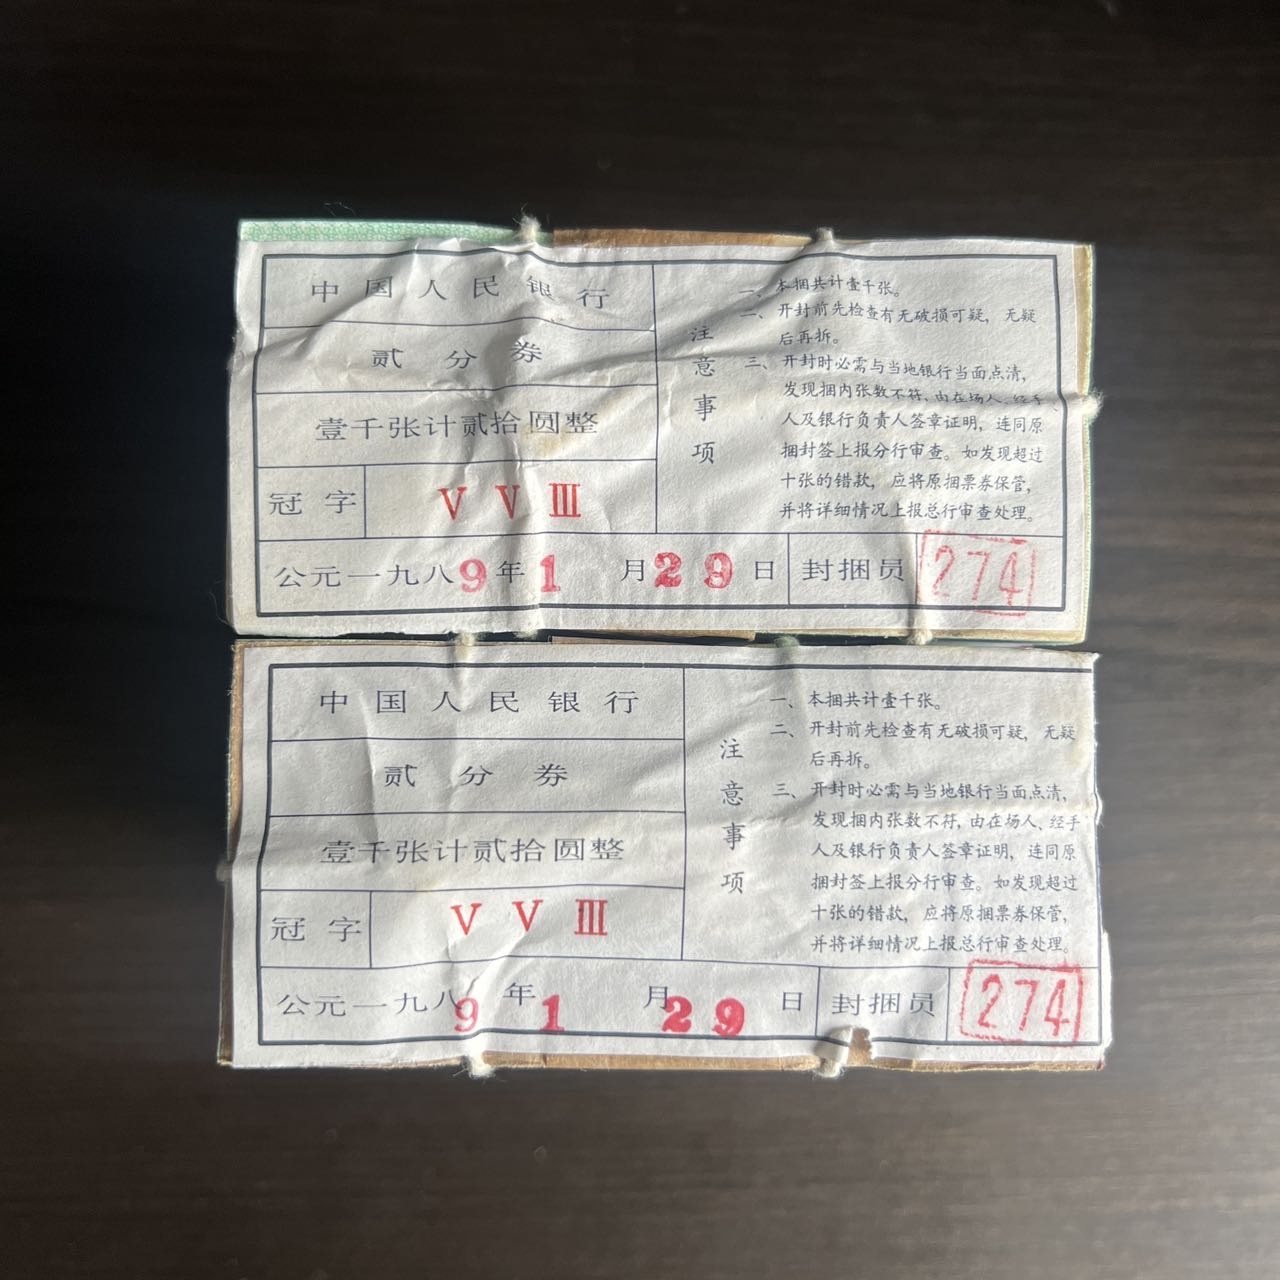 中国人民银行
贰分券
壹千张计贰拾圆整
冠字 V V III
公元一九八9年1月29日 封捆员 274
注意事项
一、本捆共计壹千张。
二、开封前先检查有无破损可疑，无疑
后再拆。
三、开封时必需与当地银行当面点清，
发现捆内张数不符，由在场人、经手
人及银行负责人签章证明，连同原
捆封签上报分行审查。如发现超过
十张的错款，应将原捆票券保管，
并将详细情况上报总行审查处理。
中国人民银行
贰分券
壹千张计贰拾圆整
冠字 V V III
公元一九八9年1月29日 封捆员 274
注意事项
一、本捆共计壹千张。
二、开封前先检查有无破损可疑，无疑
后再拆。
三、开封时必需与当地银行当面点清，
发现捆内张数不符，由在场人、经手
人及银行负责人签章证明，连同原
捆封签上报分行审查。如发现超过
十张的错款，应将原捆票券保管，
并将详细情况上报总行审查处理。